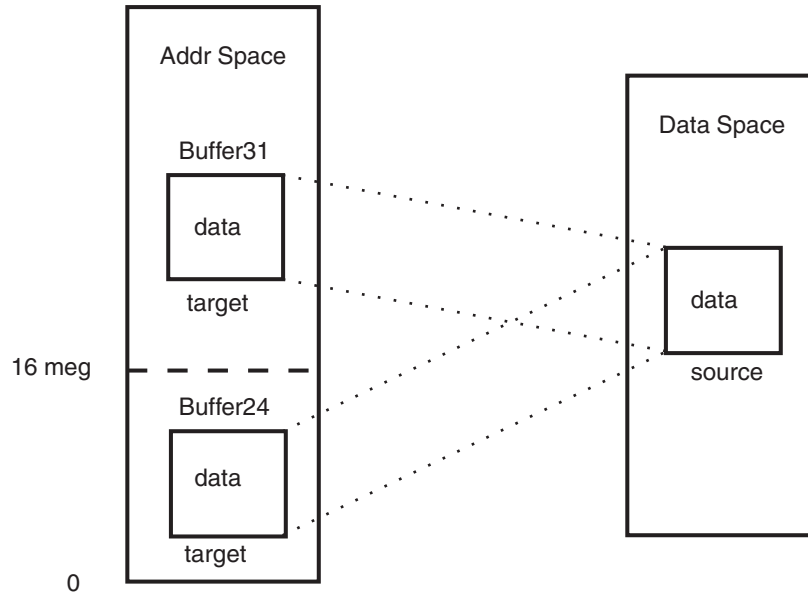 Addr Space
Buffer31
data
target
16 meg
Buffer24
data
target
0
Data Space
data
source